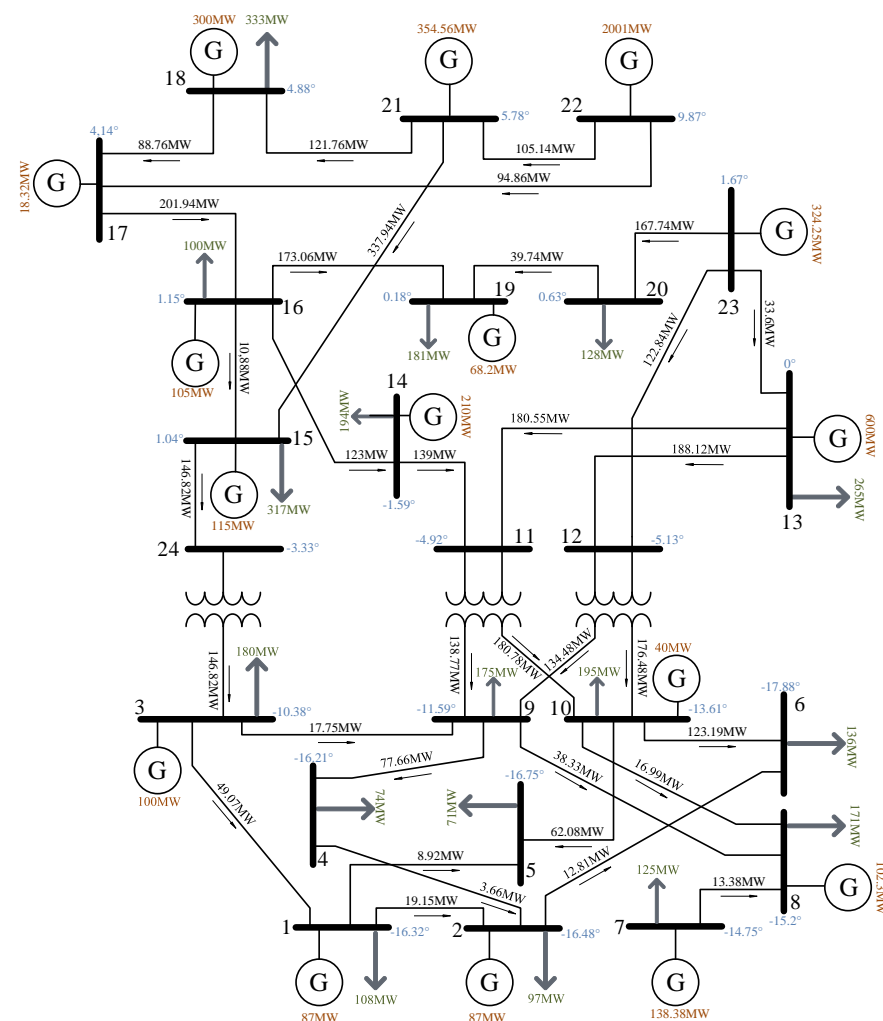 300MW
333MW
354.56MW
2001MW
G
G
G
G
18
4.88°
21
5.78°
22
9.87°
4.14°
88.76MW
121.76MW
105.14MW
94.86MW
G
18.32MW
17
201.94MW
337.94MW
1.67°
167.74MW
G
324.25MW
23
100MW
173.06MW
39.74MW
1.15°
16
0.18°
19
0.63°
20
33.6MW
122.84MW
G
105MW
10.88MW
181MW
G
68.2MW
128MW
0°
14
194MW
G
210MW
180.55MW
G
600MW
1.04°
15
123MW
139MW
188.12MW
146.82MW
G
115MW
317MW
-1.59°
265MW
13
24
-3.33°
-4.92°
11
12
-5.13°
146.82MW
180MW
138.77MW
180.78MW
134.48MW
176.48MW
175MW
195MW
40MW
G
3
-10.38°
-11.59°
9
10
-13.61°
-17.88°
6
17.75MW
123.19MW
136MW
G
100MW
49.07MW
-16.21°
77.66MW
-16.75°
38.33MW
16.99MW
74MW
71MW
171MW
4
5
62.08MW
8.92MW
12.81MW
3.66MW
125MW
13.38MW
G
102.3MW
8
-15.2°
1
19.15MW
-16.32°
2
-16.48°
7
-14.75°
G
87MW
108MW
G
87MW
97MW
G
138.38MW